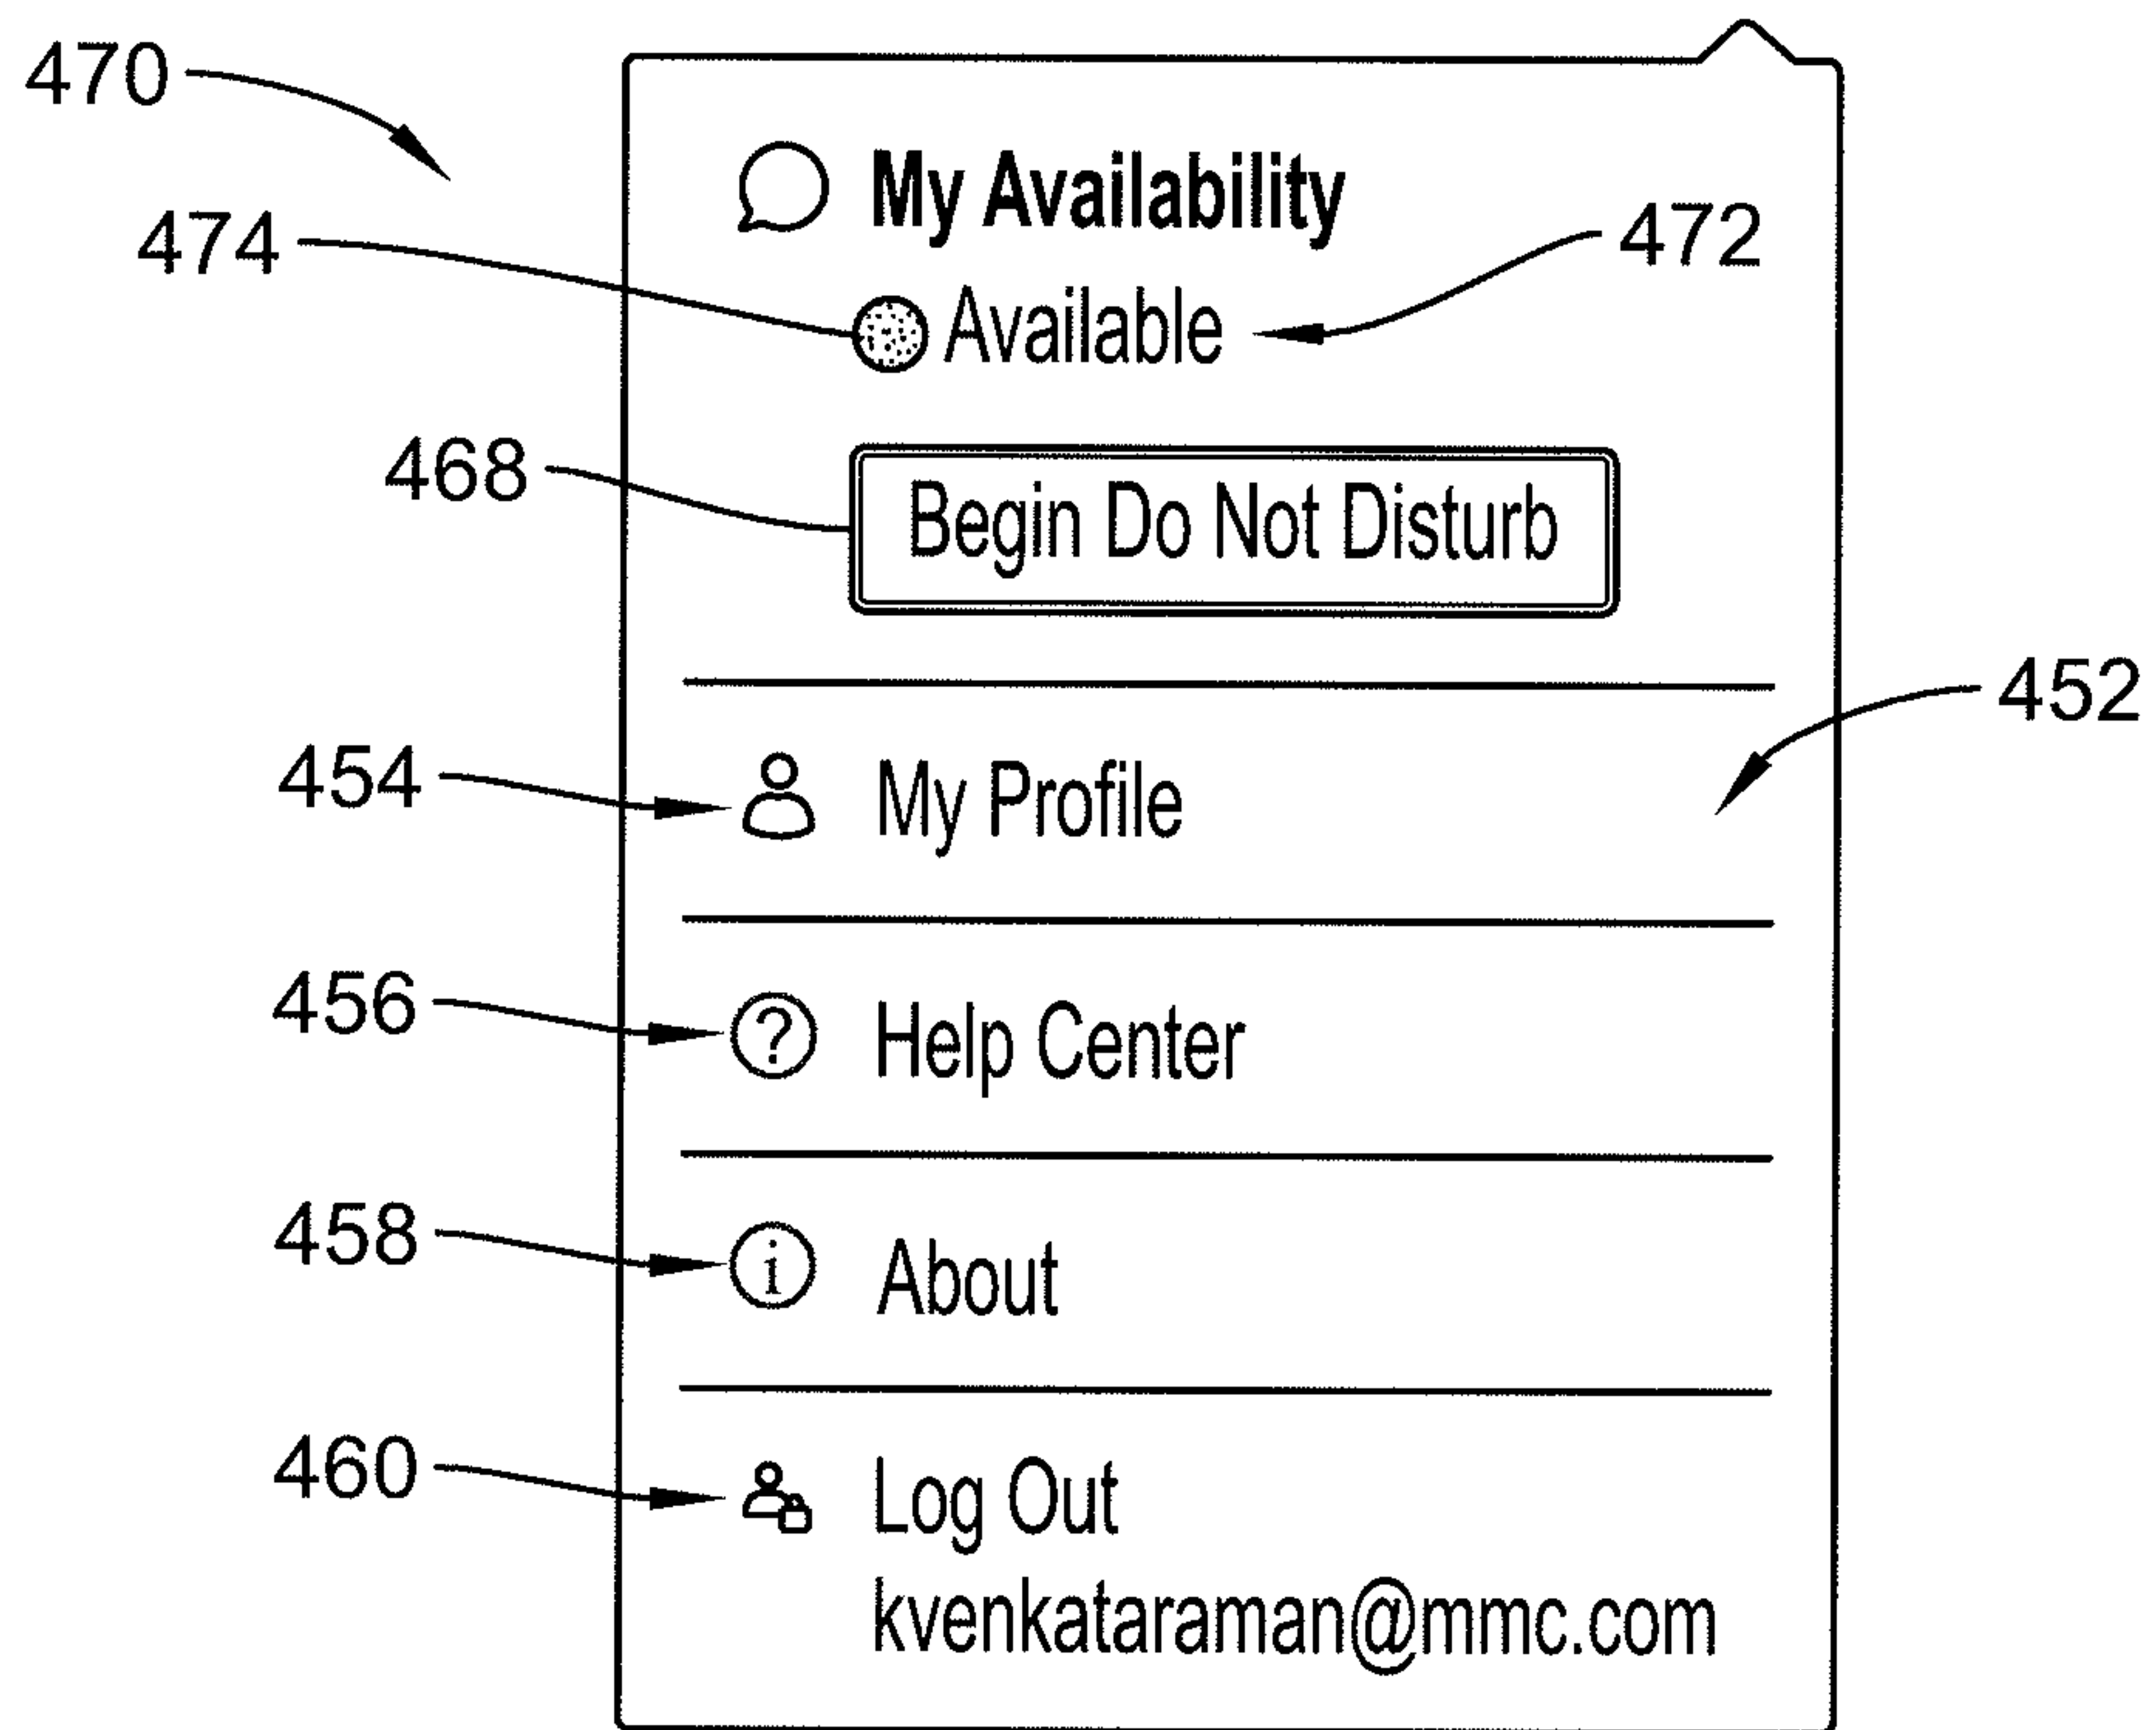 470
My Availability
474
472
Available
468
Begin Do Not Disturb
452
454
My Profile
456
? Help Center
458
i About
460
Log Out
kvenkataraman@mmc.com